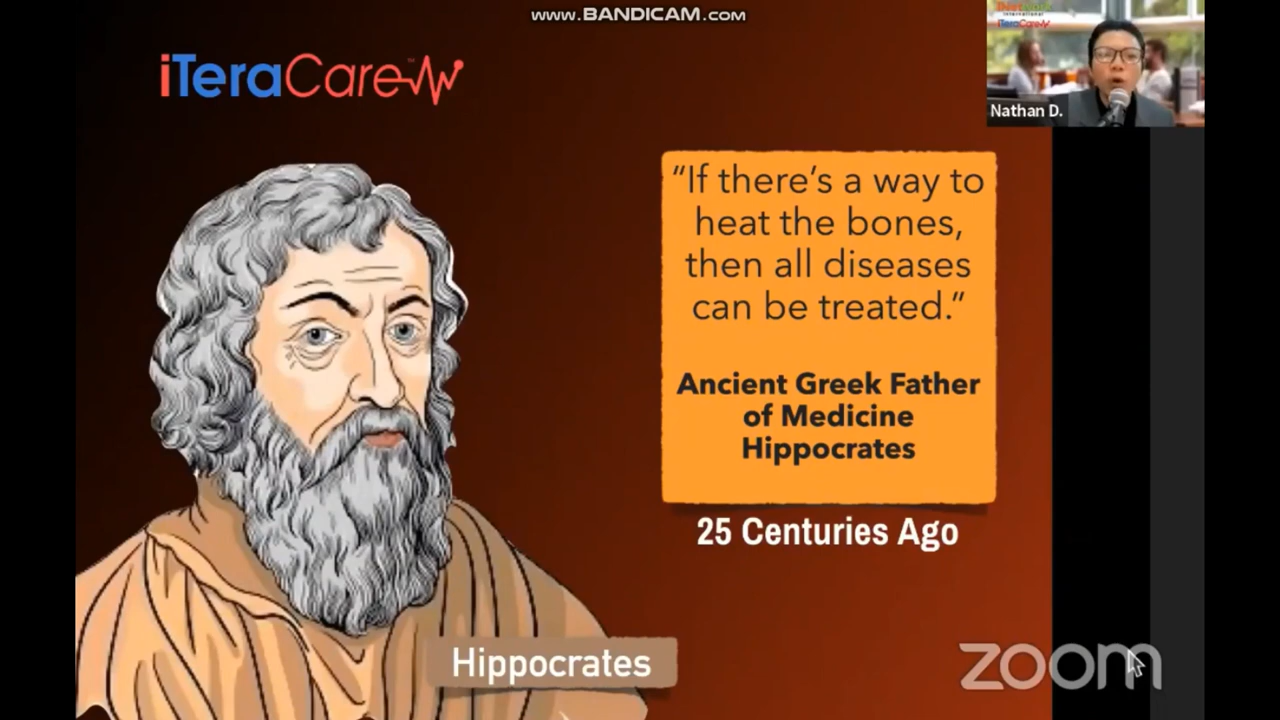 www.BANDICAM.com
iTeraCare
iTeraCare
Nathan D.
“If there’s a way to
heat the bones,
then all diseases
can be treated.”
Ancient Greek Father
of Medicine
Hippocrates
25 Centuries Ago
Hippocrates
zoom